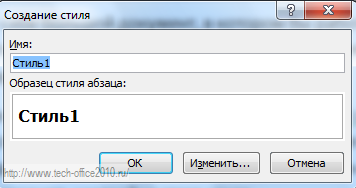 Создание стиля
Имя:
Стиль1
Образец стиля абзаца:
Стиль1
ОК
Изменить...
Отмена
http://www.tech-office2010.ru/